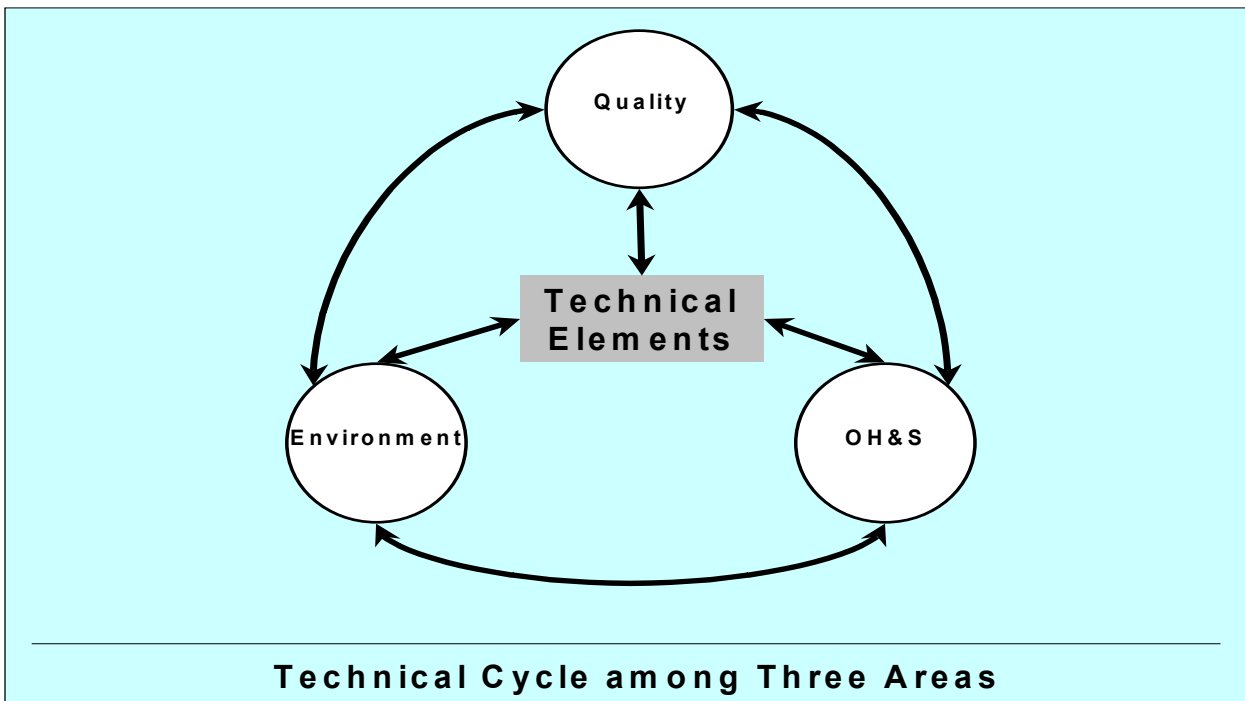 Quality
Technical
Elements
Environment
OH&S
Technical Cycle among Three Areas